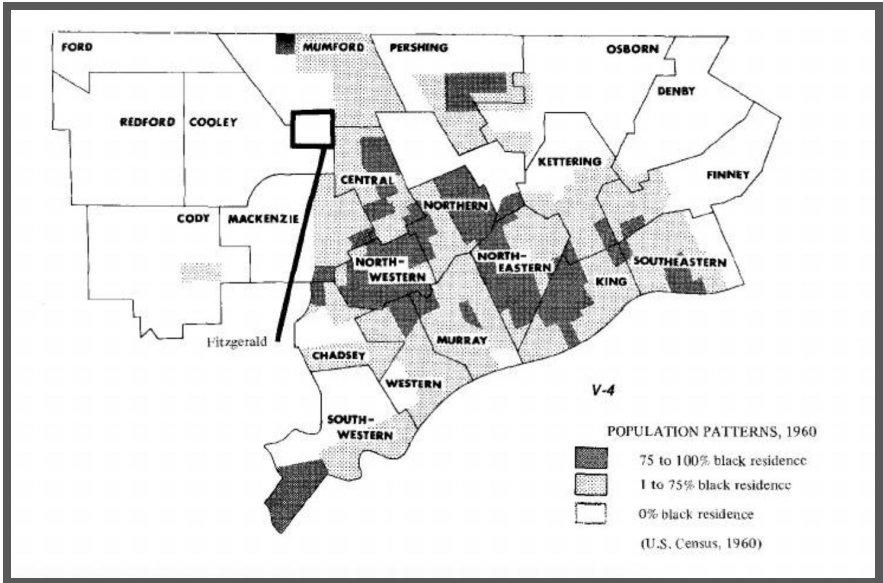 FORD
MUMFORD
PERSHING
OSBORN
DENBY
REDFORD
COOLEY
KETTERING
FINNEY
CENTRAL
CODY
MACKENZIE
NORTHERN
NORTH-
WESTERN
NORTH-
EASTERN
SOUTHEASTERN
KING
Fitzgerald
CHADSEY
MURRAY
WESTERN
SOUTH-
WESTERN
V-4
POPULATION PATTERNS, 1960
75 to 100% black residence
1 to 75% black residence
0% black residence
(U.S. Census, 1960)